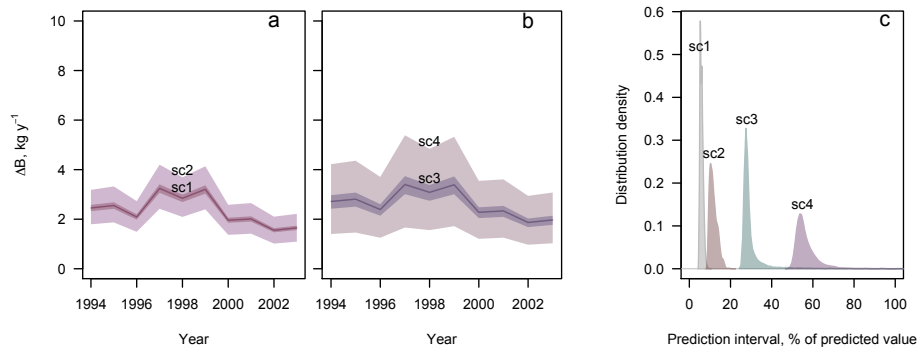 a
b
c
10
8
6
4
2
0
ΔB, kg y⁻¹
sc2
sc1
sc4
sc3
1994 1996 1998 2000 2002
1994 1996 1998 2000 2002
Year
Year
0.6
0.5
0.4
0.3
0.2
0.1
0.0
Distribution density
sc1
sc2
sc3
sc4
0 20 40 60 80 100
Prediction interval, % of predicted value